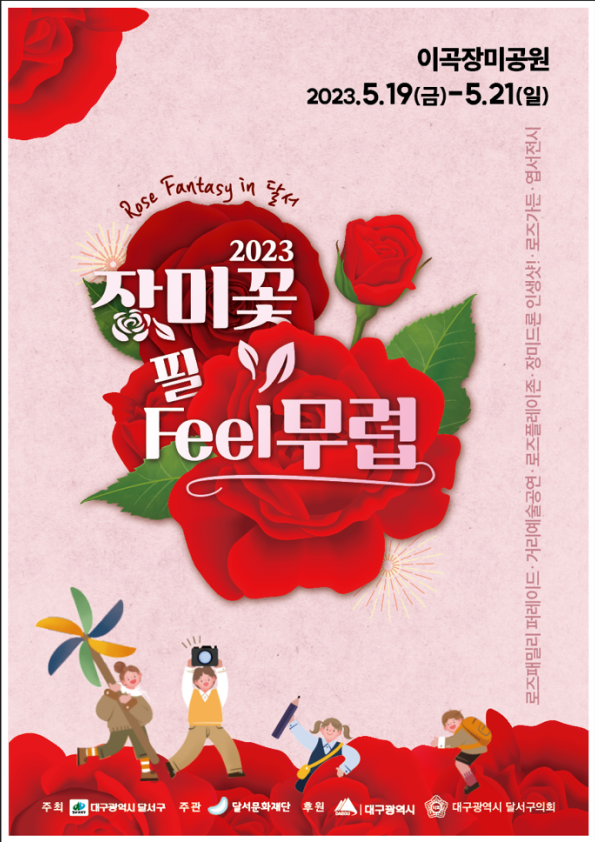 이곡장미공원
2023.5.19(금)-5.21(일)
Rose Fantasy in 달서
2023
장미꽃
필
Feel무렵
로즈패밀리 퍼레이드 · 거리예술공연 · 로즈플레이존 · 장미드론 인생샷! · 로즈가든 · 엽서전시
주최 대구광역시 달서구 주관 달서문화재단 후원 대구광역시 대구광역시 달서구의회